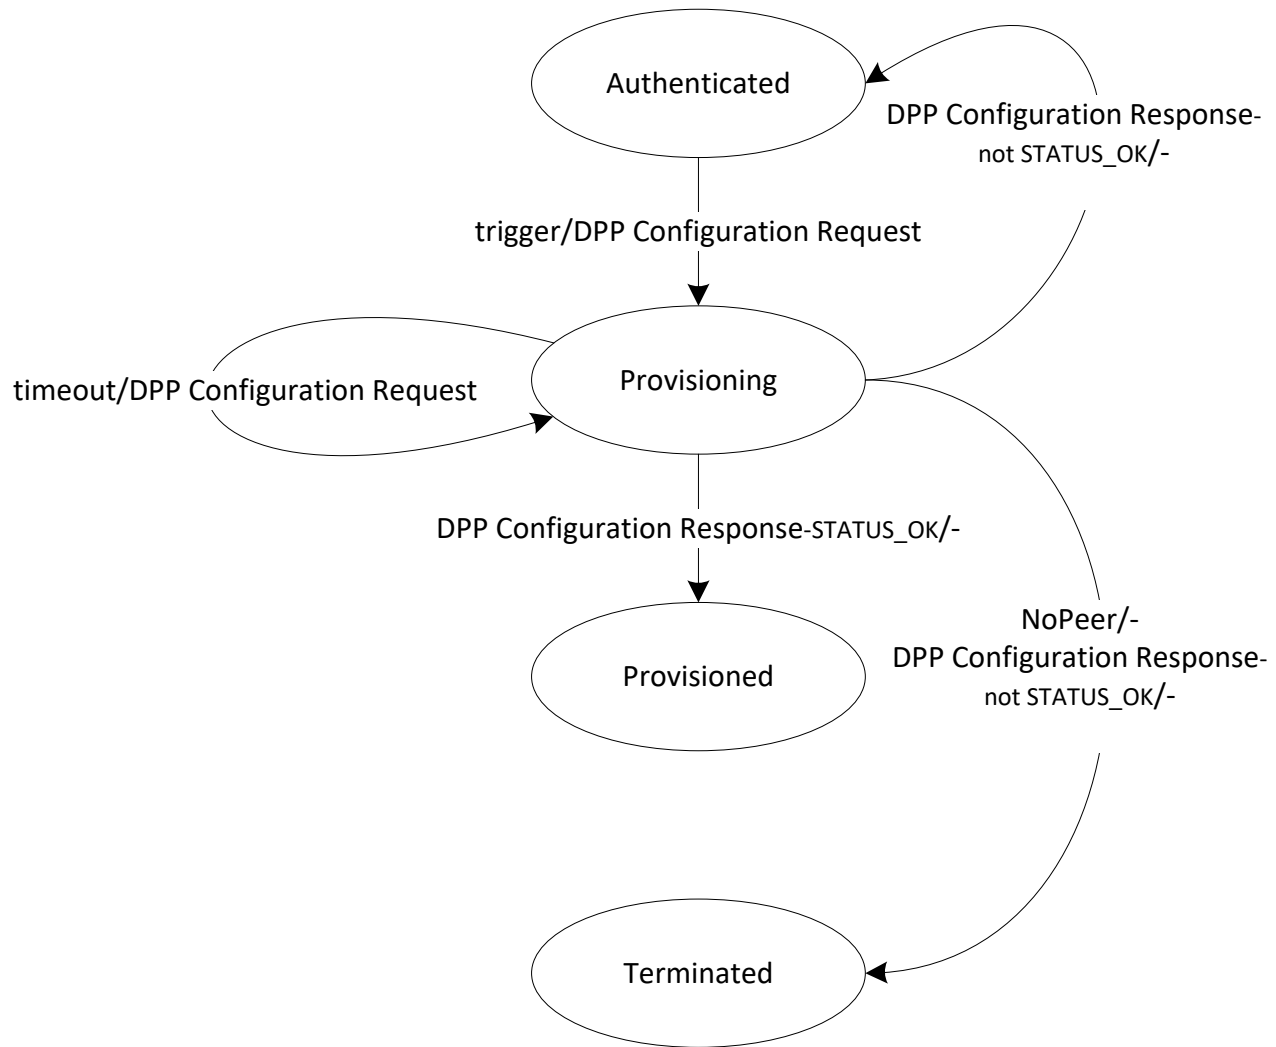 Authenticated
DPP Configuration Response-
not STATUS_OK/-
trigger/DPP Configuration Request
Provisioning
timeout/DPP Configuration Request
DPP Configuration Response-STATUS_OK/-
NoPeer/-
DPP Configuration Response-
not STATUS_OK/-
Provisioned
Terminated